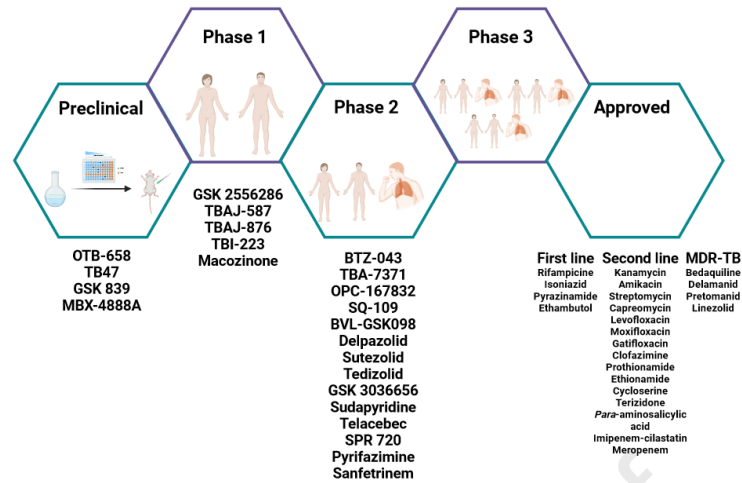 Preclinical
OTB-658
TB47
GSK 839
MBX-4888A
Phase 1
GSK 2556286
TBAJ-587
TBAJ-876
TBI-223
Macozinone
Phase 2
BTZ-043
TBA-7371
OPC-167832
SQ-109
BVL-GSK098
Delpazolid
Sutezolid
Tedizolid
GSK 3036656
Sudapyridine
Telacebec
SPR 720
Pyrifazimine
Sanfetrinem
Phase 3
Approved
First line
Rifampicine
Isoniazid
Pyrazinamide
Ethambutol
Second line
Kanamycin
Amikacin
Streptomycin
Capreomycin
Levofloxacin
Moxifloxacin
Gatifloxacin
Clofazimine
Prothionamide
Ethionamide
Cycloserine
Terizidone
Para-aminosalicylic
acid
Imipenem-cilastatin
Meropenem
MDR-TB
Bedaquiline
Delamanid
Pretomanid
Linezolid